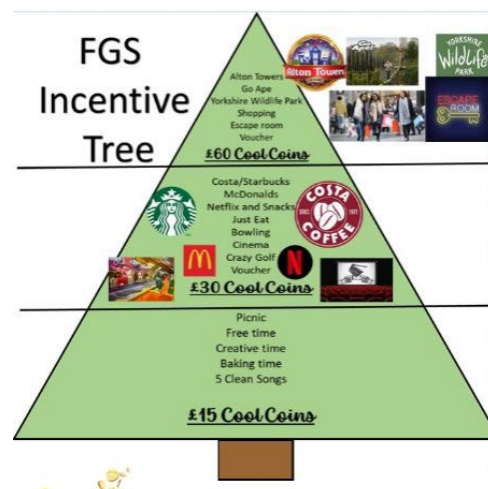 FGS
Incentive
Tree
Alton Towers
Go Ape
Yorkshire Wildlife Park
Shopping
Escape room
Voucher
£60 Cool Coins
Alton Towers
Go Ape!
YORKSHIRE
Wildlife
PARK
ESCAPE
ROOM
Costa/Starbucks
McDonalds
Netflix and Snacks
Just Eat
Bowling
Cinema
Crazy Golf
Voucher
£30 Cool Coins
COSTA
COFFEE
M
N
Picnic
Free time
Creative time
Baking time
5 Clean Songs
£15 Cool Coins